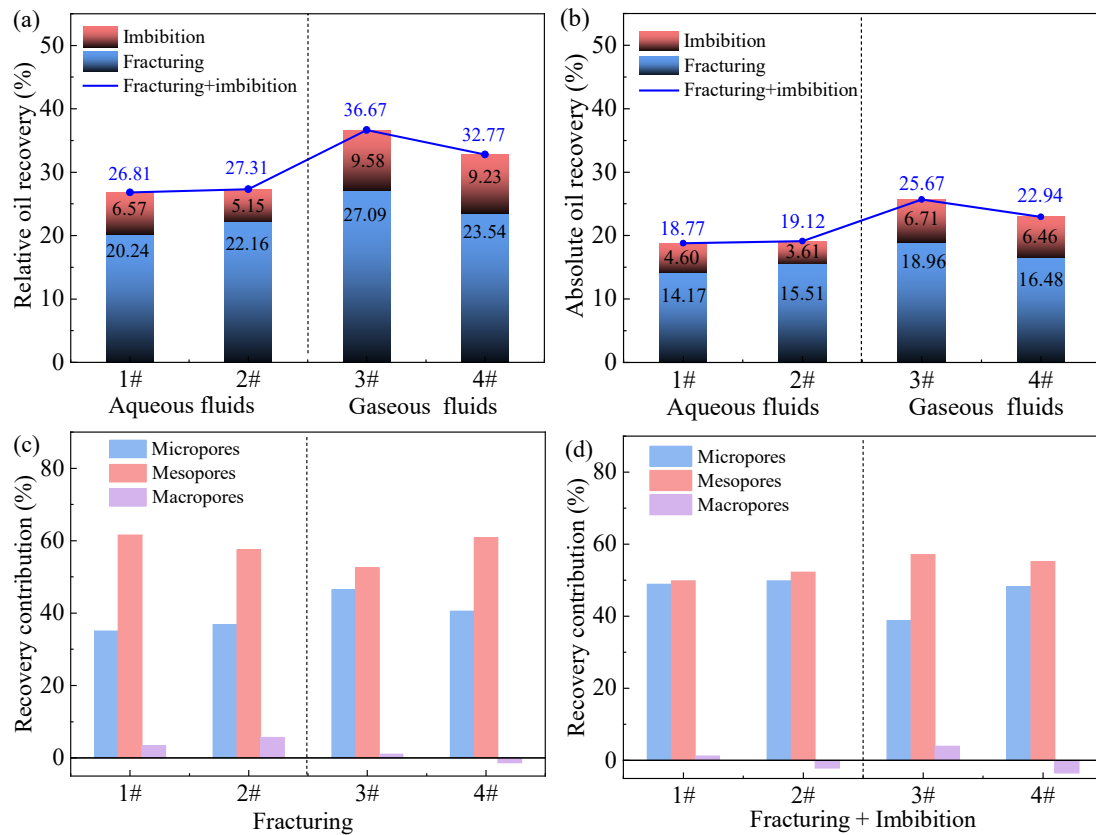 (a)
Imbibition
Fracturing
Fracturing+imbibition
Relative oil recovery (%)
50
40
30
20
10
0
26.81
27.31
36.67
32.77
6.57
5.15
9.58
9.23
20.24
22.16
27.09
23.54
1# 2# 3# 4#
Aqueous fluids Gaseous fluids
(b)
Imbibition
Fracturing
Fracturing+imbibition
Absolute oil recovery (%)
50
40
30
20
10
0
18.77
19.12
25.67
22.94
4.60
3.61
6.71
6.46
14.17
15.51
18.96
16.48
1# 2# 3# 4#
Aqueous fluids Gaseous fluids
(c)
Micropores
Mesopores
Macropores
Recovery contribution (%)
80
60
40
20
0
1# 2# 3# 4#
Fracturing
(d)
Micropores
Mesopores
Macropores
Recovery contribution (%)
80
60
40
20
0
1# 2# 3# 4#
Fracturing + Imbibition